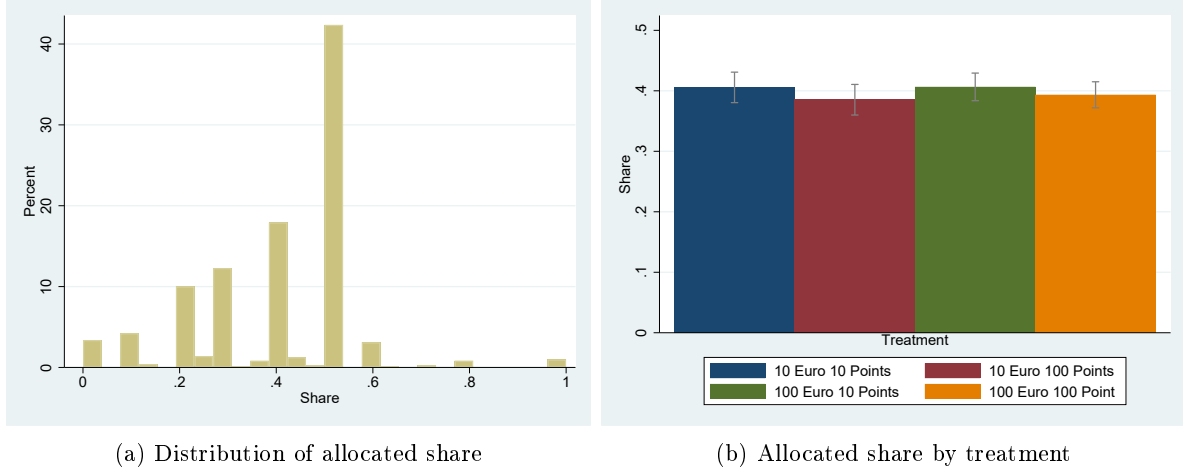 Percent
40
30
20
10
0
0 .2 .4 .6 .8 1
Share
(a) Distribution of allocated share
Share
.5
.4
.3
.2
.1
0
Treatment
10 Euro 10 Points 10 Euro 100 Points
100 Euro 10 Points 100 Euro 100 Point
(b) Allocated share by treatment